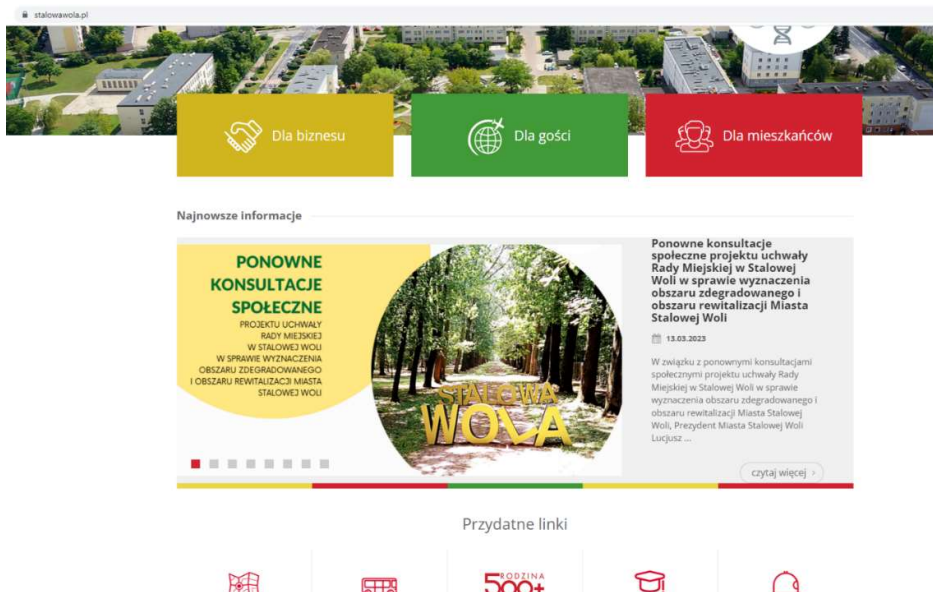 stalowawola.pl
Dla biznesu
Dla gości
Dla mieszkańców
Najnowsze informacje
PONOWNE
KONSULTACJE
SPOŁECZNE
PROJEKTU UCHWAŁY
RADY MIEJSKIEJ
W STALOWEJ WOLI
W SPRAWIE WYZNACZENIA
OBSZARU ZDEGRADOWANEGO
I OBSZARU REWITALIZACJI MIASTA
STALOWEJ WOLI
STALOWA
WOLA
Ponowne konsultacje
społeczne projektu uchwały
Rady Miejskiej w Stalowej
Woli w sprawie wyznaczenia
obszaru zdegradowanego i
obszaru rewitalizacji Miasta
Stalowej Woli
13.03.2023
W związku z ponownymi konsultacjami
społecznymi projektu uchwały Rady
Miejskiej w Stalowej Woli w sprawie
wyznaczenia obszaru zdegradowanego i
obszaru rewitalizacji Miasta Stalowej
Woli, Prezydent Miasta Stalowej Woli
Lucjusz ...
czytaj więcej >
Przydatne linki
RODZINA
500+